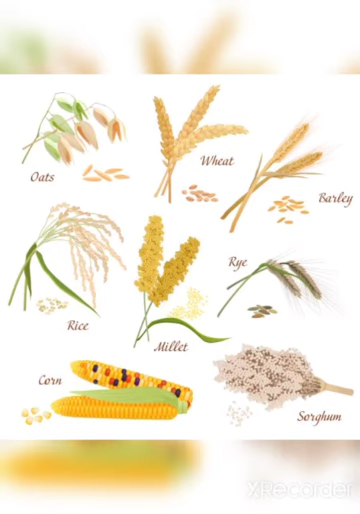 Oats
Wheat
Barley
Rice
Rye
Millet
Corn
Sorghum
XRecorder